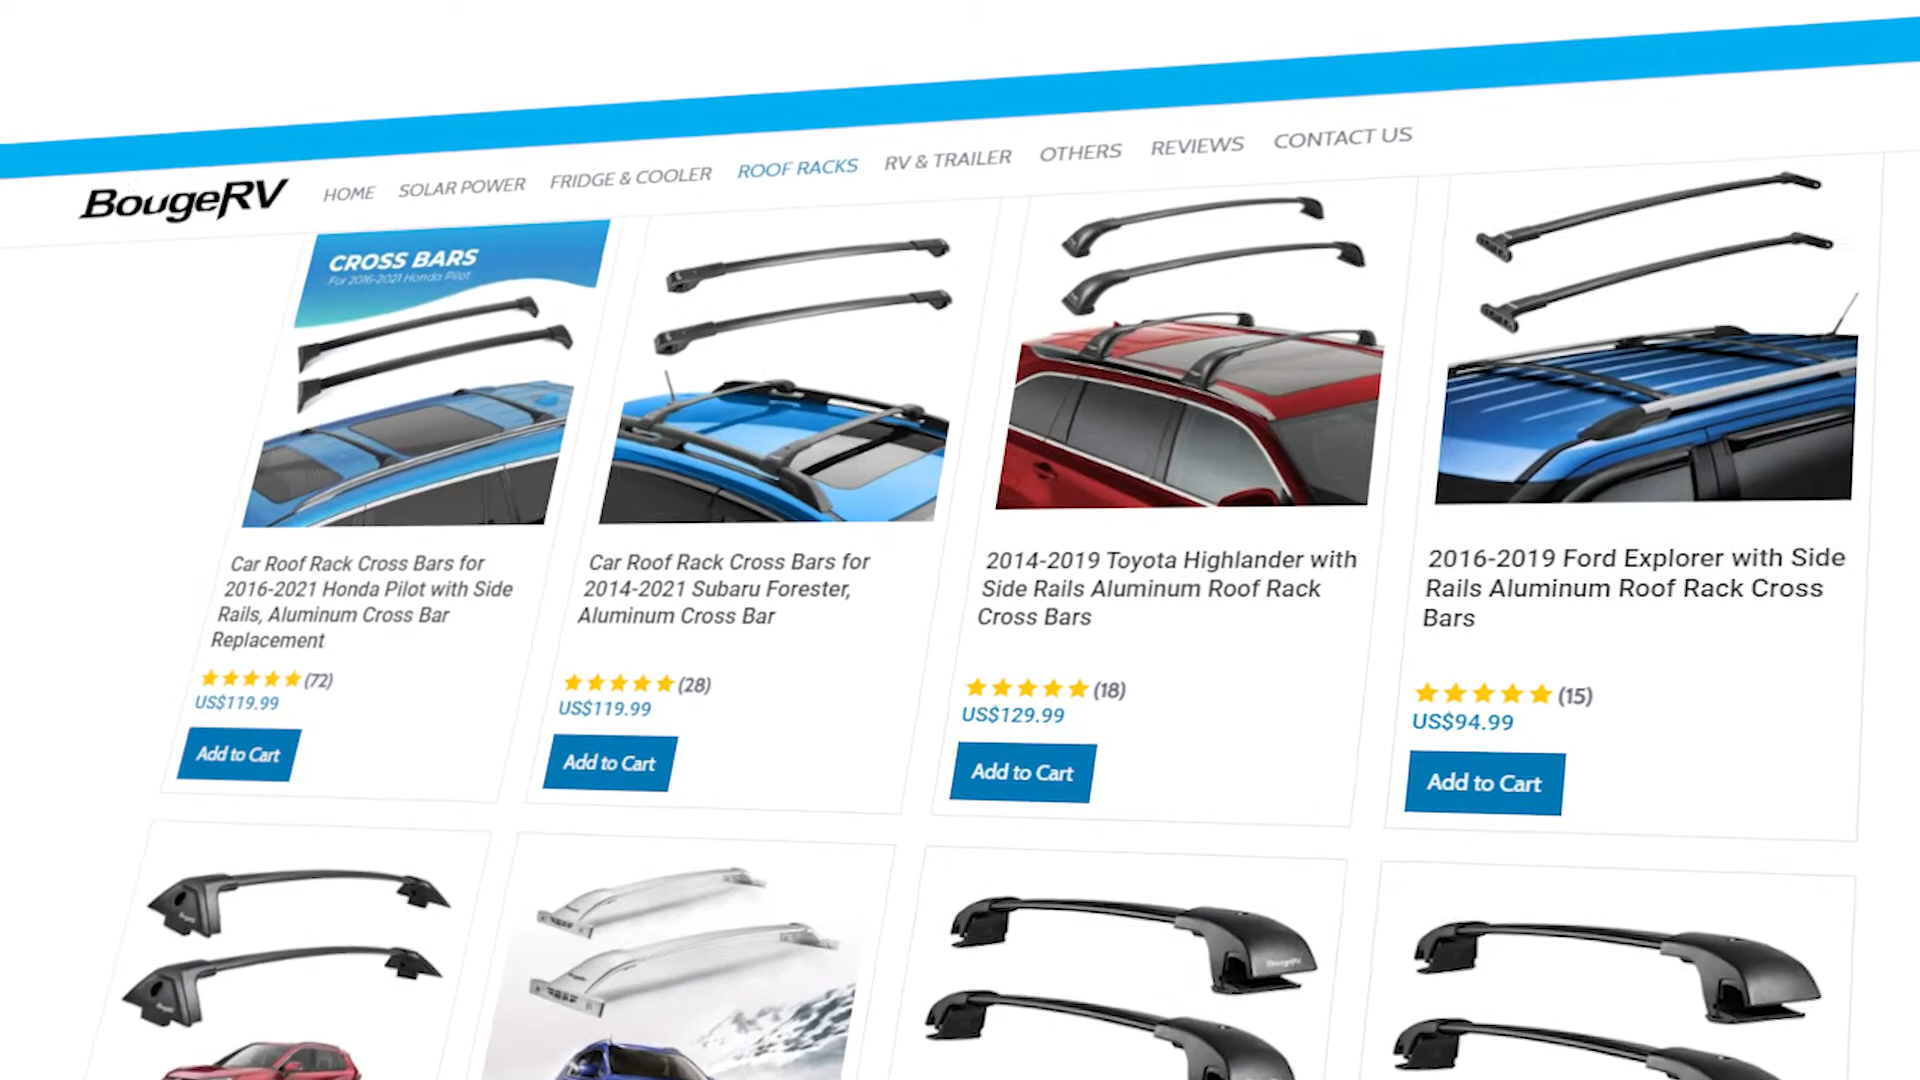 BougeRV
HOME
SOLAR POWER
FRIDGE & COOLER
ROOF RACKS
RV & TRAILER
OTHERS
REVIEWS
CONTACT US
CROSS BARS
For 2016-2021 Honda Pilot
Car Roof Rack Cross Bars for
2016-2021 Honda Pilot with Side
Rails, Aluminum Cross Bar
Replacement
(72)
US$119.99
Add to Cart
Car Roof Rack Cross Bars for
2014-2021 Subaru Forester,
Aluminum Cross Bar
(28)
US$119.99
Add to Cart
2014-2019 Toyota Highlander with
Side Rails Aluminum Roof Rack
Cross Bars
(18)
US$129.99
Add to Cart
2016-2019 Ford Explorer with Side
Rails Aluminum Roof Rack Cross
Bars
(15)
US$94.99
Add to Cart
BougeRV